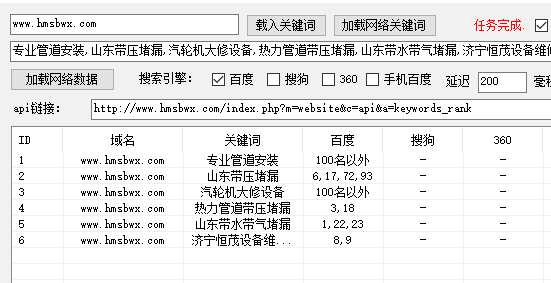 www.hmsbwx.com 载入关键词 加载网络关键词 任务完成.
专业管道安装,山东带压堵漏,汽轮机大修设备,热力管道带压堵漏,山东带水带气堵漏,济宁恒茂设备维
加载网络数据 搜索引擎: 百度 搜狗 360 手机百度 延迟 200 毫
api链接: http://www.hmsbwx.com/index.php?m=website&c=api&a=keywords_rank
ID 域名 关键词 百度 搜狗 360
1 www.hmsbwx.com 专业管道安装 100名以外 - -
2 www.hmsbwx.com 山东带压堵漏 6,17,72,93 - -
3 www.hmsbwx.com 汽轮机大修设备 100名以外 - -
4 www.hmsbwx.com 热力管道带压堵漏 3,18 - -
5 www.hmsbwx.com 山东带水带气堵漏 1,22,23 - -
6 www.hmsbwx.com 济宁恒茂设备维... 8,9 - -